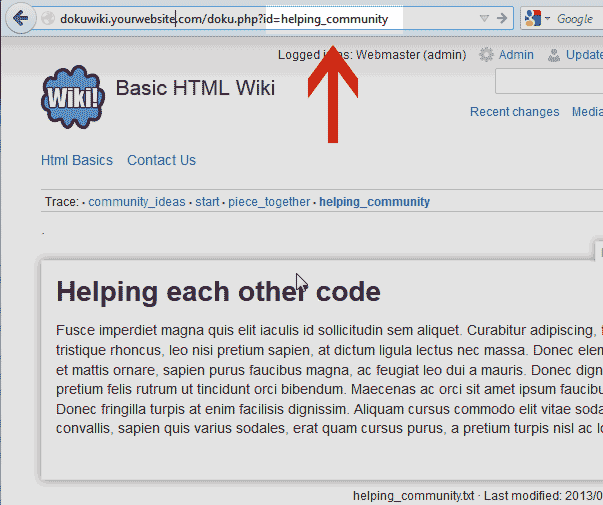 dokuwiki.yourwebsite.com/doku.php?id=helping_community
Google
Logged in as: Webmaster (admin) Admin Update
Wiki! Basic HTML Wiki
Recent changes Media
Html Basics Contact Us
Trace: • community_ideas • start • piece_together • helping_community
Helping each other code
Fusce imperdiet magna quis elit iaculis id sollicitudin sem aliquet. Curabitur adipiscing,
tristique rhoncus, leo nisi pretium sapien, at dictum ligula lectus nec massa. Donec elem
et mattis ornare, sapien purus faucibus magna, ac feugiat leo dui a mauris. Donec dign
pretium felis rutrum ut tincidunt orci bibendum. Maecenas ac orci sit amet ipsum faucibu
Donec fringilla turpis at enim facilisis dignissim. Aliquam cursus commodo elit vitae soda
convallis, sapien quis varius sodales, erat quam cursus purus, a pretium turpis nisl ac l
helping_community.txt · Last modified: 2013/0